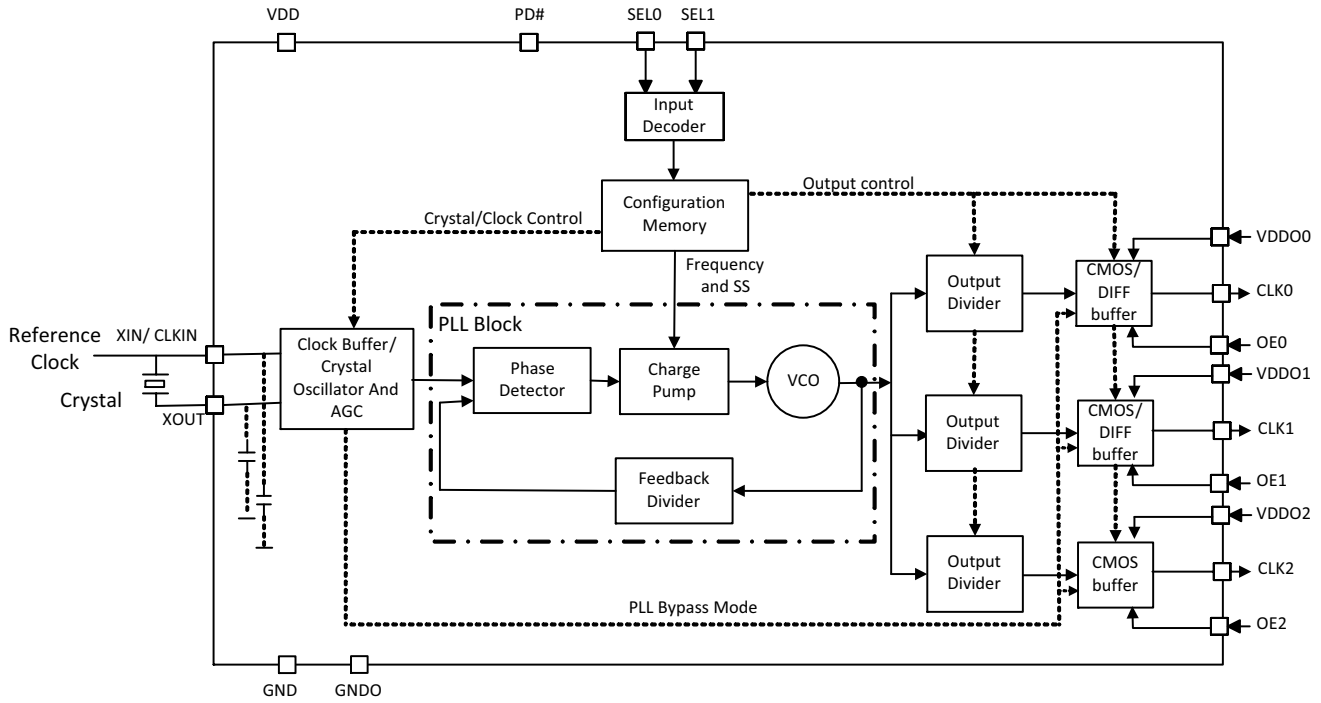 VDD
PD#
SEL0
SEL1
Input
Decoder
Configuration
Memory
Output control
Crystal/Clock Control
Frequency
and SS
VDDO0
CLK0
OE0
VDDO1
CLK1
OE1
VDDO2
CLK2
OE2
Reference
Clock
XIN/ CLKIN
Crystal
XOUT
Clock Buffer/
Crystal
Oscillator And
AGC
PLL Block
Phase
Detector
Charge
Pump
VCO
Feedback
Divider
Output
Divider
Output
Divider
Output
Divider
CMOS/
DIFF
buffer
CMOS/
DIFF
buffer
CMOS
buffer
PLL Bypass Mode
GND
GNDO